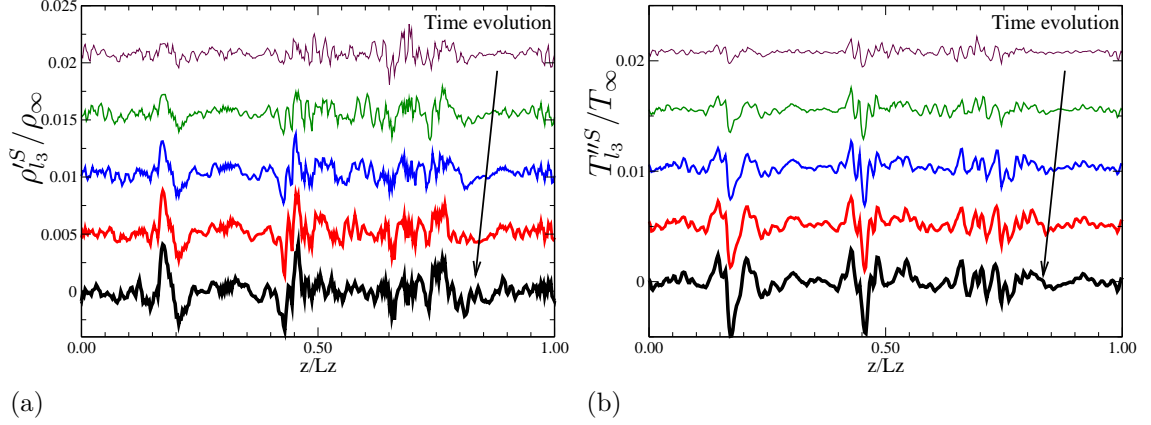 0.025
0.02
0.015
0.01
0.005
0
0.00
0.50
1.00
z/Lz
ρ′^S_{l_3}/ρ_∞
Time evolution
(a)
0.02
0.01
0
0.00
0.50
1.00
z/Lz
T″^S_{l_3}/T_∞
Time evolution
(b)